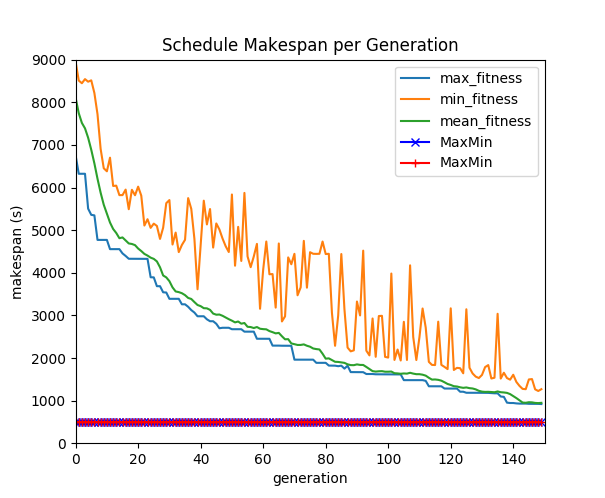 Schedule Makespan per Generation
9000
8000
7000
6000
5000
4000
3000
2000
1000
0
makespan (s)
max_fitness
min_fitness
mean_fitness
MaxMin
MaxMin
0 20 40 60 80 100 120 140
generation